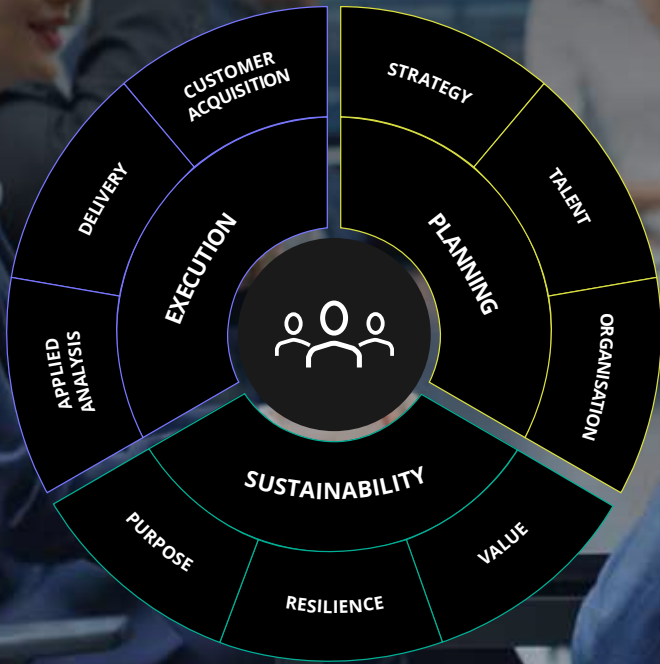 CUSTOMER
ACQUISITION
STRATEGY
DELIVERY
TALENT
EXECUTION
PLANNING
APPLIED
ANALYSIS
ORGANISATION
SUSTAINABILITY
PURPOSE
VALUE
RESILIENCE